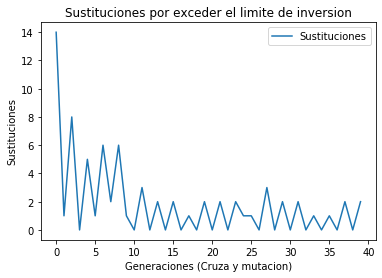 Sustituciones por exceder el limite de inversion
Sustituciones
14
12
10
8
6
4
2
0
Sustituciones
0 5 10 15 20 25 30 35 40
Generaciones (Cruza y mutacion)